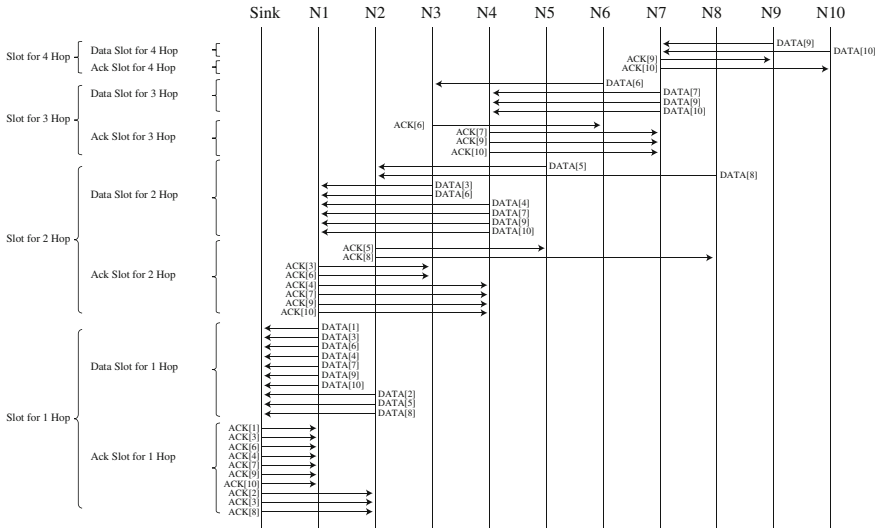 Sink N1 N2 N3 N4 N5 N6 N7 N8 N9 N10
Slot for 4 Hop
Data Slot for 4 Hop
DATA[9]
DATA[10]
Ack Slot for 4 Hop
ACK[9]
ACK[10]
Slot for 3 Hop
Data Slot for 3 Hop
DATA[6]
DATA[7]
DATA[9]
DATA[10]
Ack Slot for 3 Hop
ACK[6]
ACK[7]
ACK[9]
ACK[10]
Slot for 2 Hop
Data Slot for 2 Hop
DATA[5]
DATA[8]
DATA[3]
DATA[6]
DATA[4]
DATA[7]
DATA[9]
DATA[10]
Ack Slot for 2 Hop
ACK[5]
ACK[8]
ACK[3]
ACK[6]
ACK[4]
ACK[7]
ACK[9]
ACK[10]
Slot for 1 Hop
Data Slot for 1 Hop
DATA[1]
DATA[3]
DATA[6]
DATA[4]
DATA[7]
DATA[9]
DATA[10]
DATA[2]
DATA[5]
DATA[8]
Ack Slot for 1 Hop
ACK[1]
ACK[3]
ACK[6]
ACK[4]
ACK[7]
ACK[9]
ACK[10]
ACK[2]
ACK[3]
ACK[8]